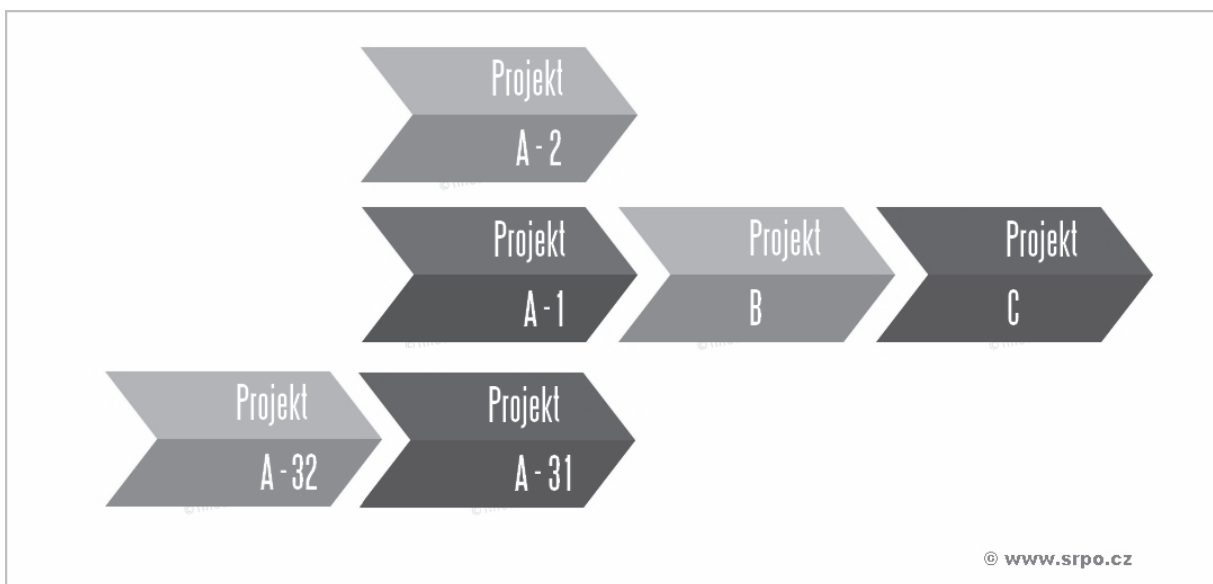 Projekt
A - 2
Projekt
A - 1
Projekt
B
Projekt
C
Projekt
A - 32
Projekt
A - 31
© www.srpo.cz